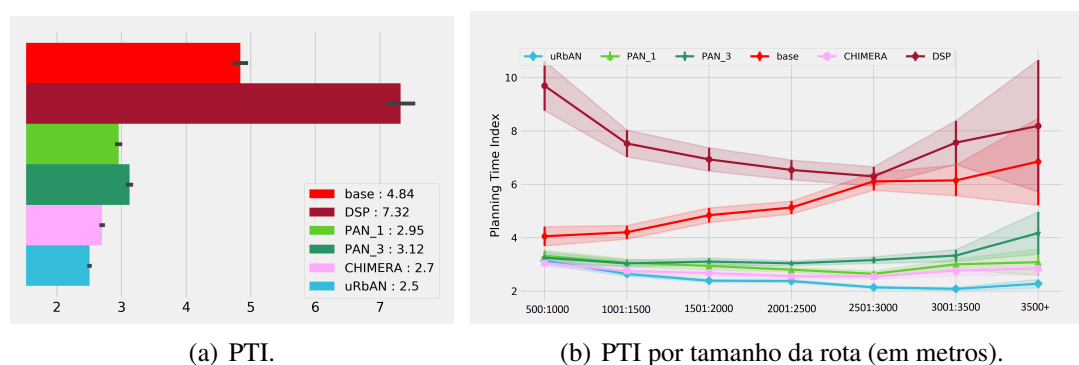 base : 4.84
DSP : 7.32
PAN_1 : 2.95
PAN_3 : 3.12
CHIMERA : 2.7
uRbAN : 2.5
2 3 4 5 6 7
(a) PTI.
uRbAN PAN_1 PAN_3 base CHIMERA DSP
Planning Time Index
10
8
6
4
2
500:1000 1001:1500 1501:2000 2001:2500 2501:3000 3001:3500 3500+
(b) PTI por tamanho da rota (em metros).